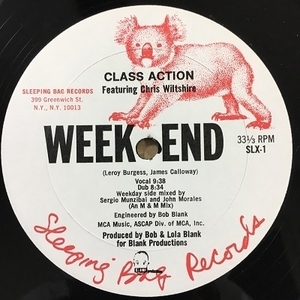 SLEEPING BAG RECORDS
399 Greenwich St.
N.Y., N.Y. 10013
CLASS ACTION
Featuring Chris Wiltshire
WEEKEND
33⅓ RPM
SLX-1
(Leroy Burgess, James Calloway)
Vocal 9:38
Dub 8:34
Weekday side mixed by
Sergio Munzibai and John Morales
(An M & M Mix)
Engineered by Bob Blank
MCA Music, ASCAP Div. of MCA, Inc.
Produced by Bob & Lola Blank
for Blank Productions
Sleeping Bag Records